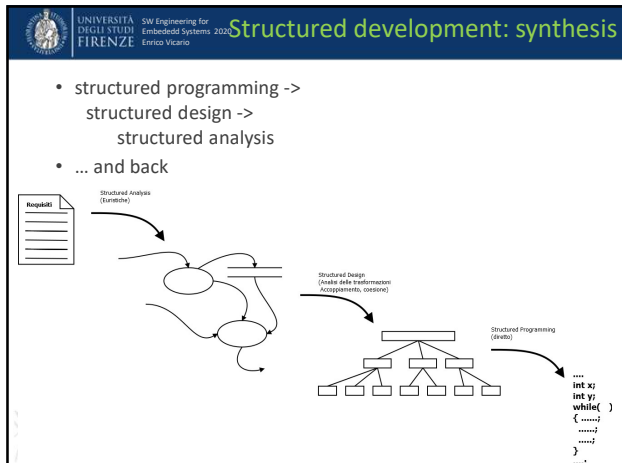 UNIVERSITÀ
DEGLI STUDI
FIRENZE
SW Engineering for
Embededd Systems 2020
Enrico Vicario
Structured development: synthesis
• structured programming ->
structured design ->
structured analysis
• ... and back
Requisiti
Structured Analysis
(Euristiche)
Structured Design
(Analisi delle trasformazioni
Accoppiamento, coesione)
Structured Programming
(diretto)
....
int x;
int y;
while( )
{ ......;
......;
.....;
}